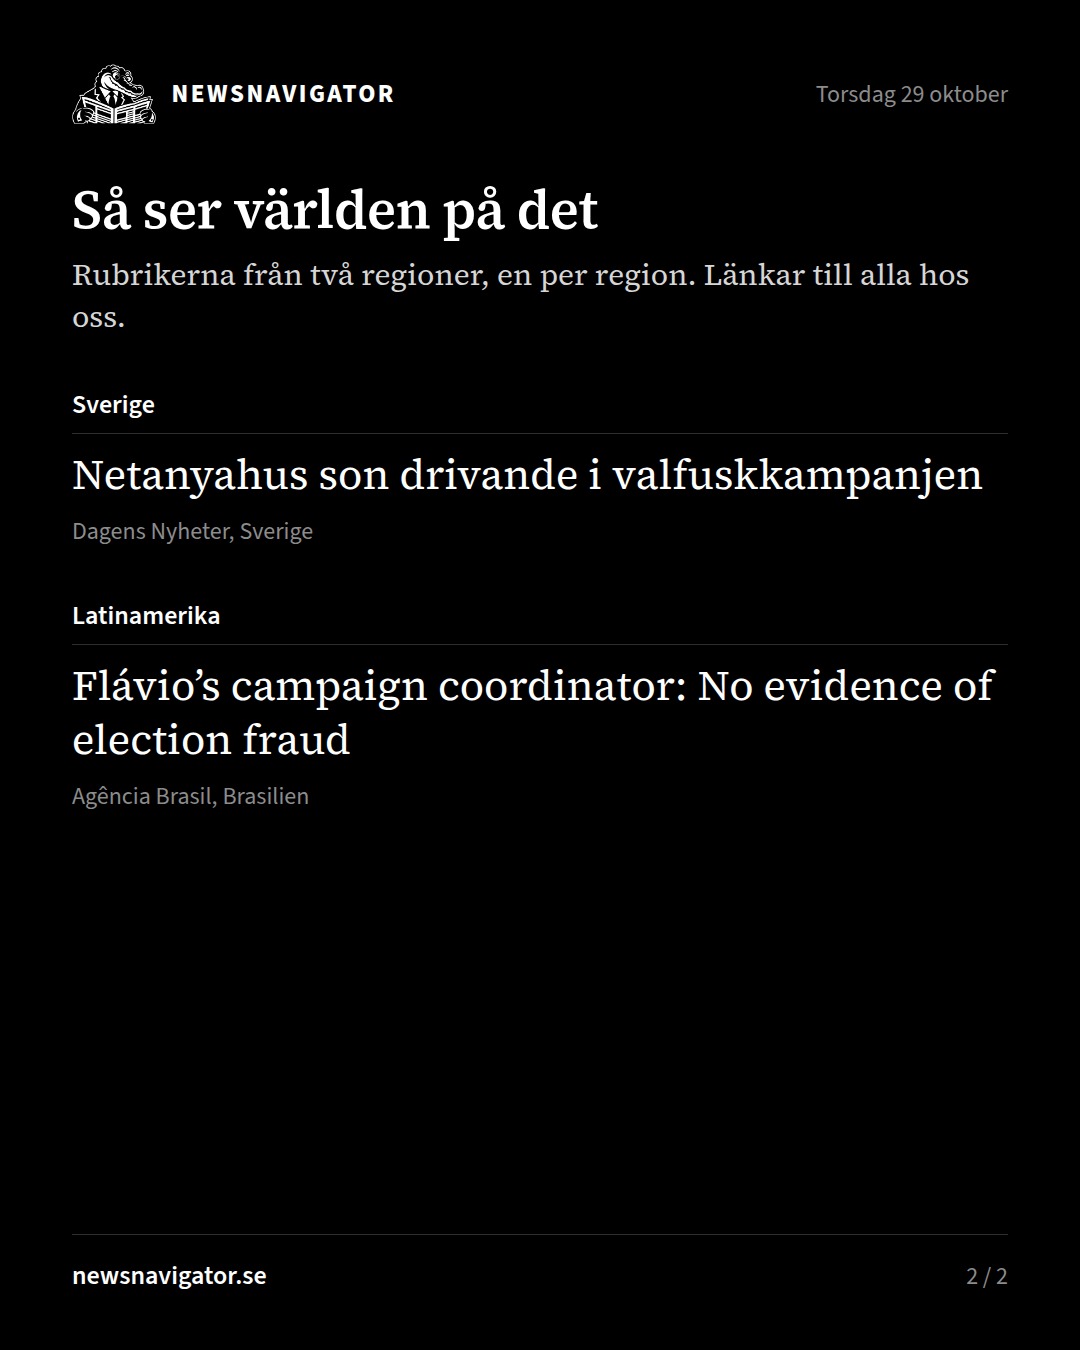 NEWSNAVIGATOR
Torsdag 29 oktober
Så ser världen på det
Rubrikerna från två regioner, en per region. Länkar till alla hos
oss.
Sverige
Netanyahus son drivande i valfuskkampanjen
Dagens Nyheter, Sverige
Latinamerika
Flávio’s campaign coordinator: No evidence of
election fraud
Agência Brasil, Brasilien
newsnavigator.se
2 / 2